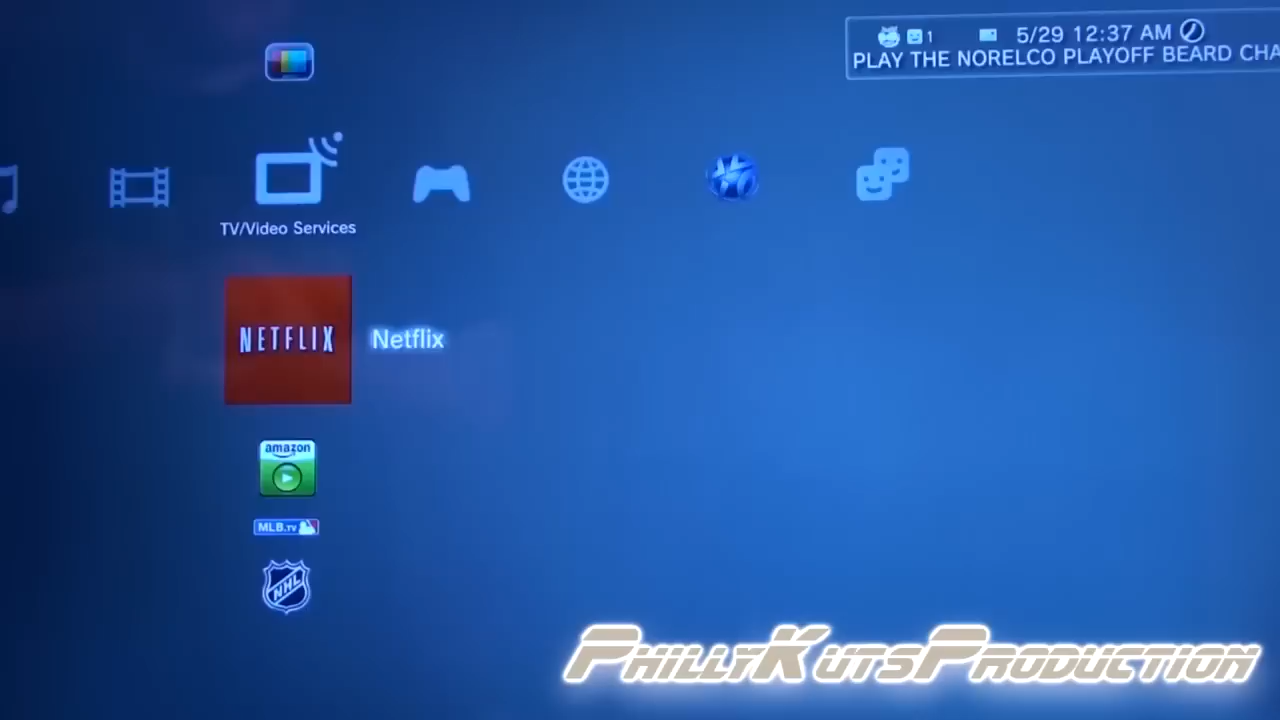 1 5/29 12:37 AM
PLAY THE NORELCO PLAYOFF BEARD CHA
TV/Video Services
NETFLIX Netflix
amazon
MLB.TV
NHL
PHILLYKUTSPRODUCTION